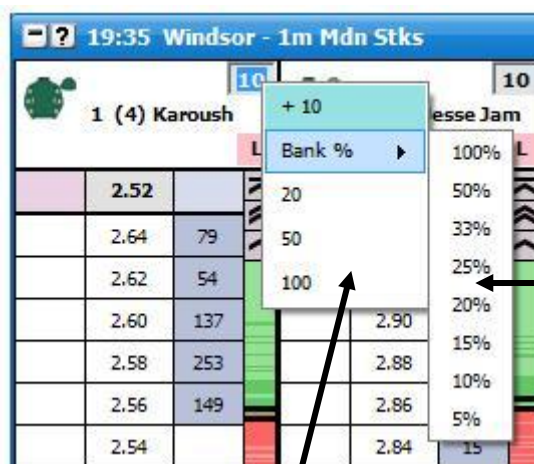 19:35 Windsor - 1m Mdn Stks
10
10
1 (4) Karoush
esse Jam
L
L
+ 10
Bank %
20
50
100
100%
50%
33%
25%
20%
15%
10%
5%
2.52
2.64 79
2.62 54
2.60 137 2.90
2.58 253 2.88
2.56 149 2.86
2.54 2.84 15